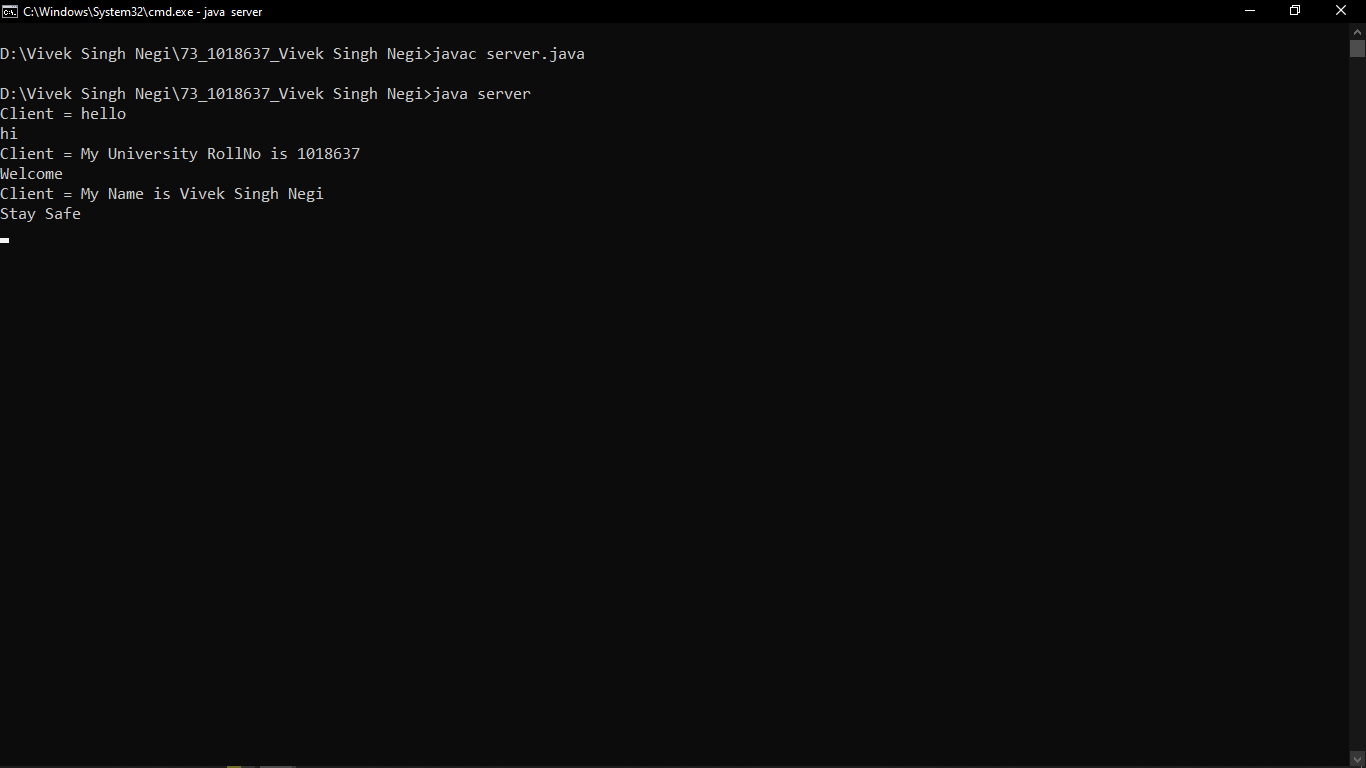 C:\Windows\System32\cmd.exe - java  server
D:\Vivek Singh Negi\73_1018637_Vivek Singh Negi>javac server.java
D:\Vivek Singh Negi\73_1018637_Vivek Singh Negi>java server
Client = hello
hi
Client = My University RollNo is 1018637
Welcome
Client = My Name is Vivek Singh Negi
Stay Safe